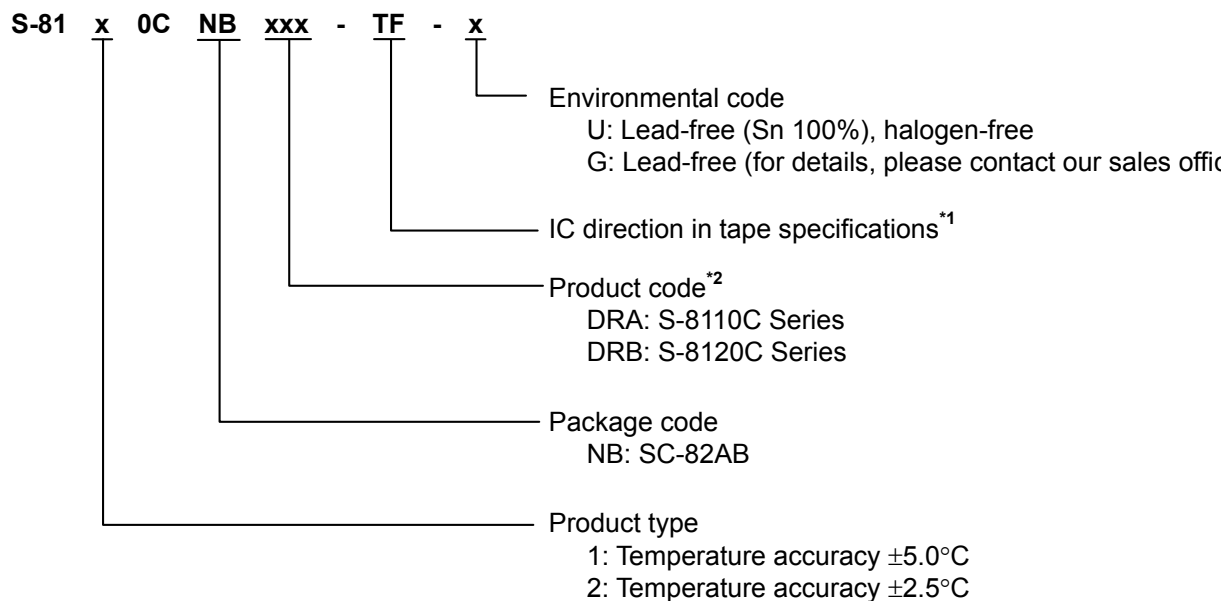 S-81 x 0C NB xxx - TF - x
Environmental code
U: Lead-free (Sn 100%), halogen-free
G: Lead-free (for details, please contact our sales
IC direction in tape specifications*1
Product code*2
DRA: S-8110C Series
DRB: S-8120C Series
Package code
NB: SC-82AB
Product type
1: Temperature accuracy ±5.0°C
2: Temperature accuracy ±2.5°C